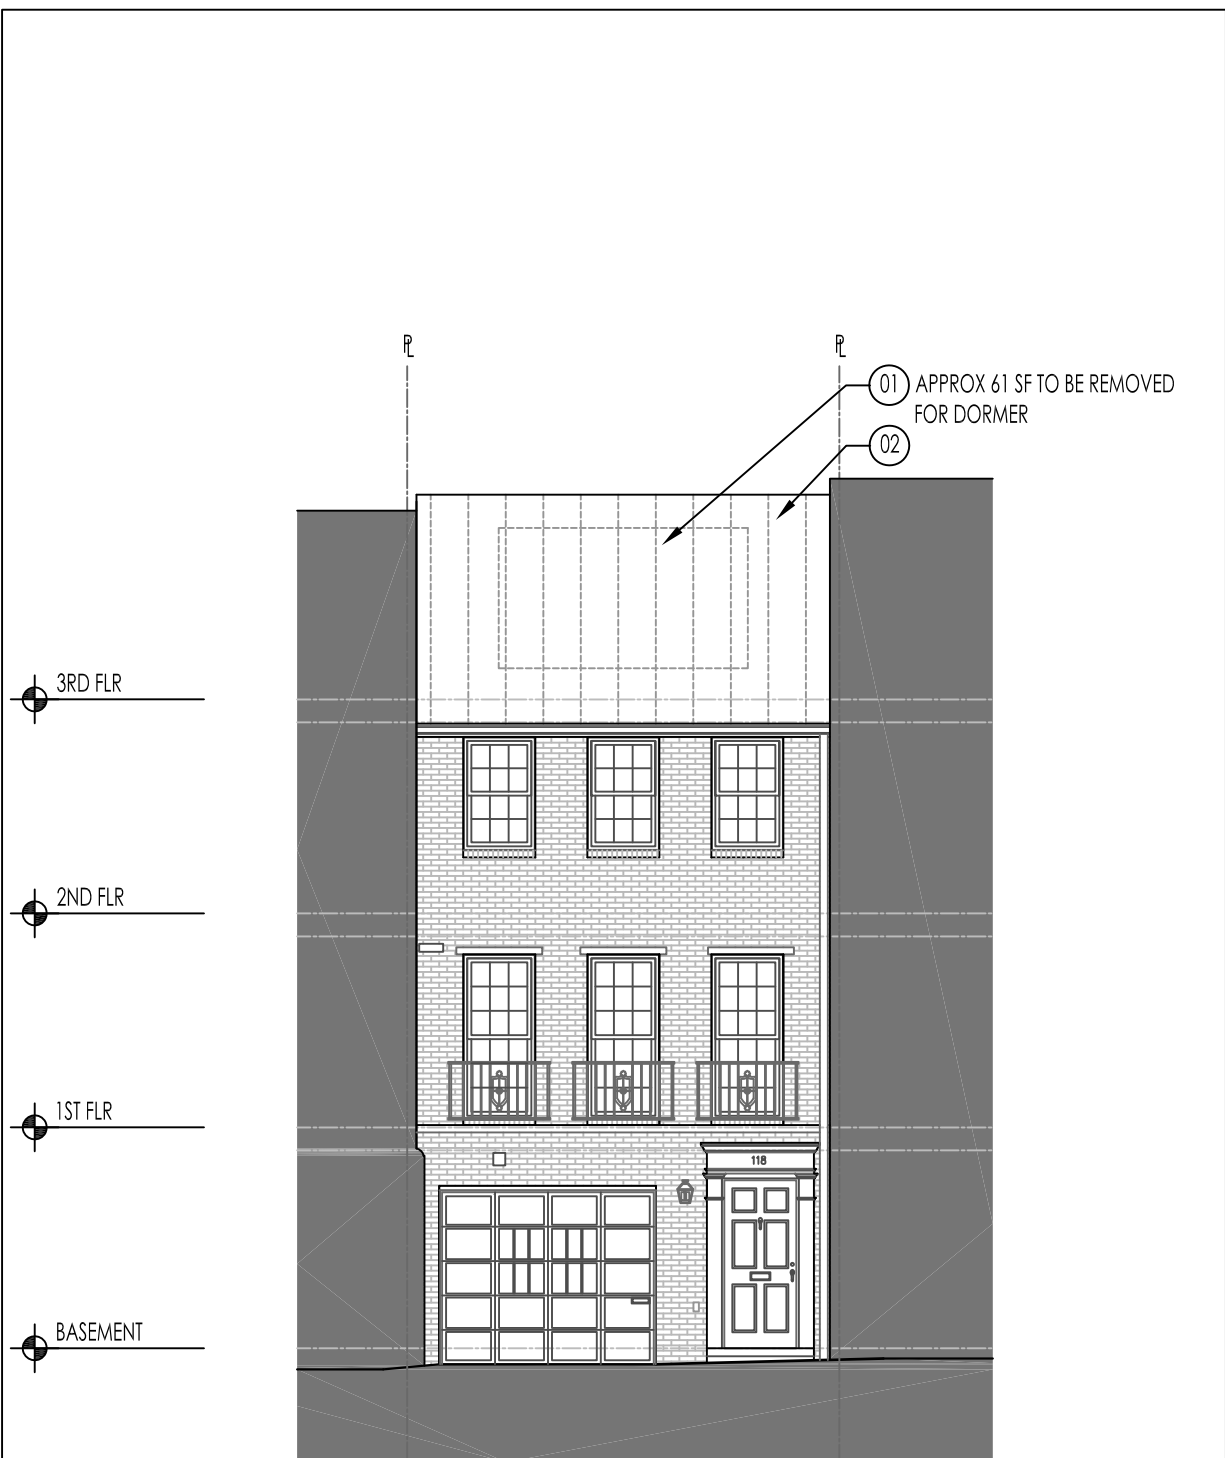 PL
PL
01 APPROX 61 SF TO BE REMOVED
FOR DORMER
02
3RD FLR
2ND FLR
1ST FLR
118
BASEMENT